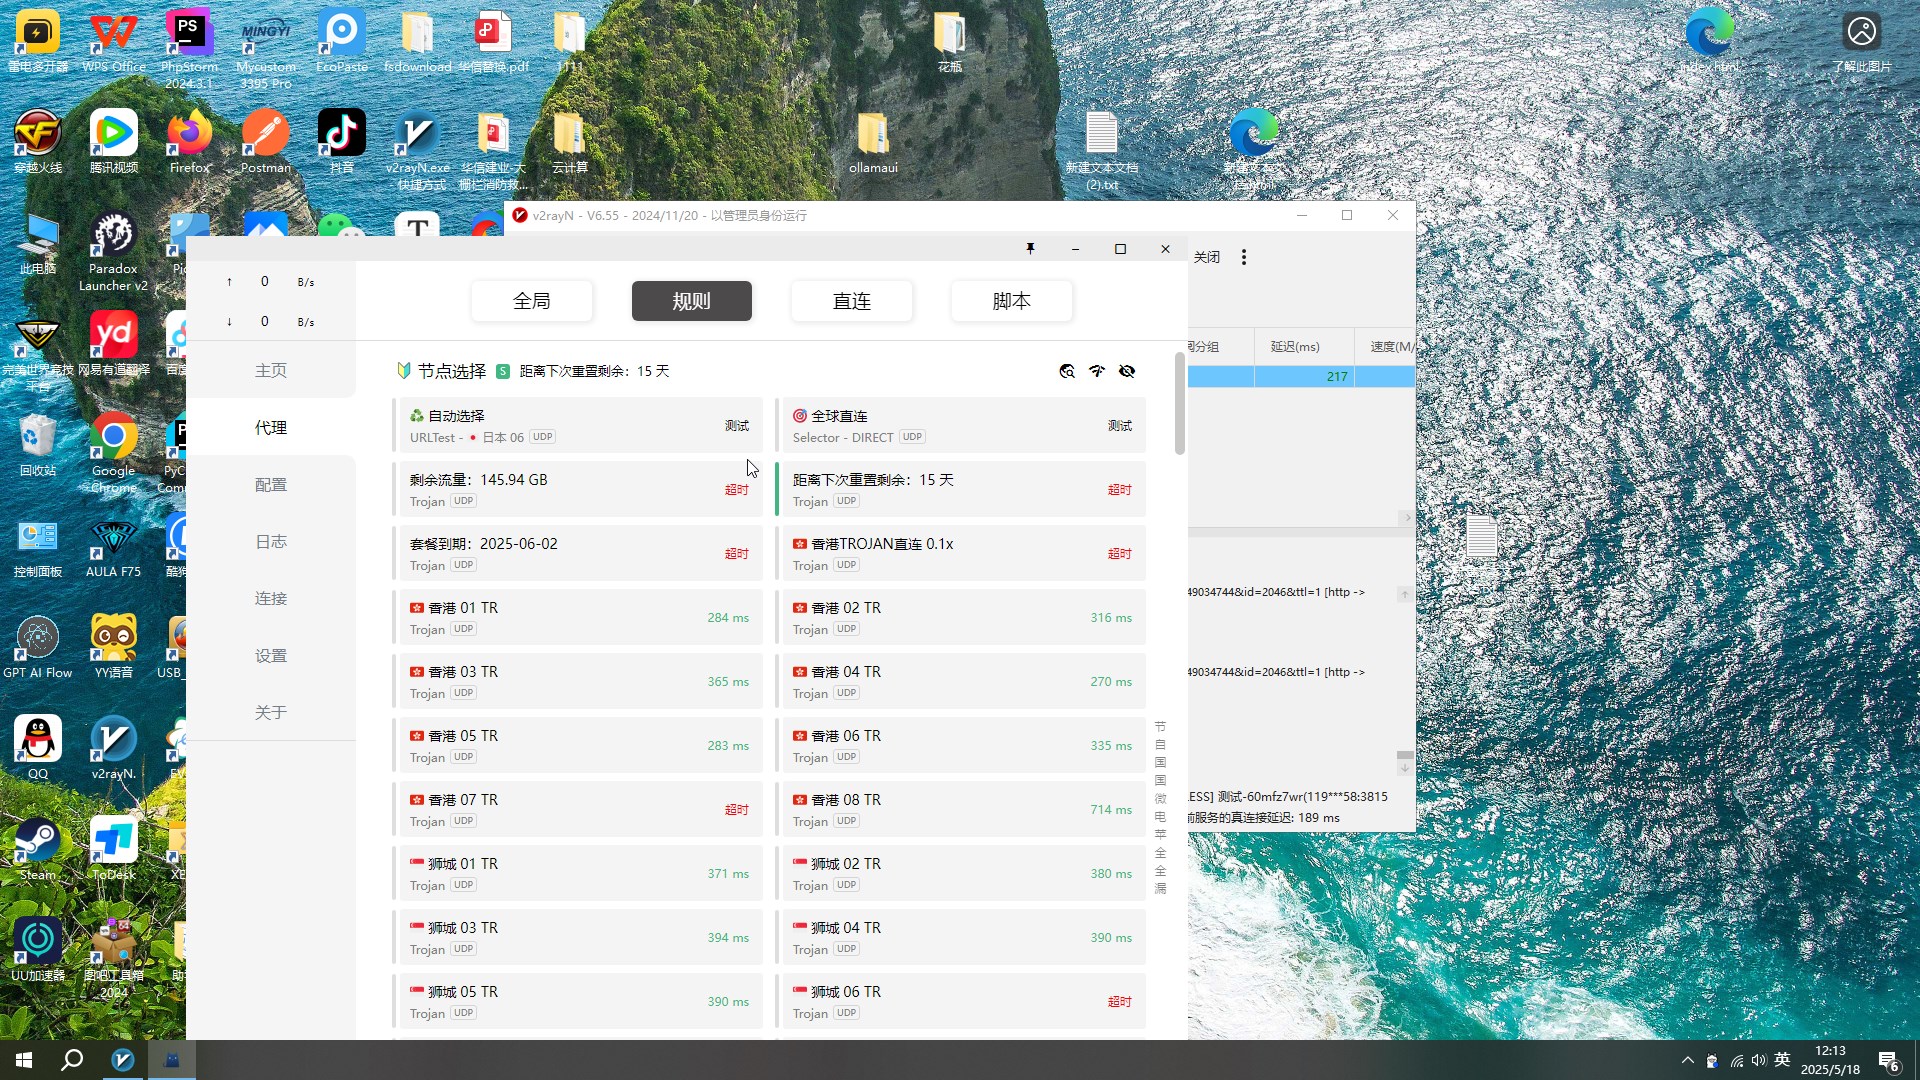 雷电多开器
WPS Office
PhpStorm
2024.3.1
Mycustom
3395 Pro
EcoPaste
fsdownload
华信替换.pdf
1111
花瓶
index.html
了解此图片
穿越火线
腾讯视频
Firefox
Postman
抖音
v2rayN.exe
快捷方式
华信建业-大
栅栏消防救...
云计算
ollamaui
新建文本文档
(2).txt
v2rayN - V6.55 - 2024/11/20 - 以管理员身份运行
此电脑
Paradox
Launcher v2
关闭
↑ 0 B/s
↓ 0 B/s
全局
规则
直连
脚本
延迟(ms)
速度(M/
217
完美世界竞技
平台
网易有道翻译
主页
代理
配置
日志
连接
设置
关于
节点选择 S 距离下次重置剩余：15 天
自动选择
URLTest - 日本 06 UDP
测试
全球直连
Selector - DIRECT UDP
测试
剩余流量：145.94 GB
Trojan UDP
超时
距离下次重置剩余：15 天
Trojan UDP
超时
套餐到期：2025-06-02
Trojan UDP
超时
香港TROJAN直连 0.1x
Trojan UDP
超时
香港 01 TR
Trojan UDP
284 ms
香港 02 TR
Trojan UDP
316 ms
香港 03 TR
Trojan UDP
365 ms
香港 04 TR
Trojan UDP
270 ms
香港 05 TR
Trojan UDP
283 ms
香港 06 TR
Trojan UDP
335 ms
香港 07 TR
Trojan UDP
超时
香港 08 TR
Trojan UDP
714 ms
狮城 01 TR
Trojan UDP
371 ms
狮城 02 TR
Trojan UDP
380 ms
狮城 03 TR
Trojan UDP
394 ms
狮城 04 TR
Trojan UDP
390 ms
狮城 05 TR
Trojan UDP
390 ms
狮城 06 TR
Trojan UDP
超时
节
自
国
国
微
电
苹
全
全
漏
49034744&id=2046&ttl=1 [http ->
49034744&id=2046&ttl=1 [http ->
LESS] 测试-60mfz7wr(119***58:3815
前服务的真连接延迟: 189 ms
回收站
Google
Chrome
控制面板
AULA F75
GPT AI Flow
YY语音
USB_
QQ
v2rayN.
Steam
ToDesk
UU加速器
图吧工具箱
2024
英
12:13
2025/5/18
6